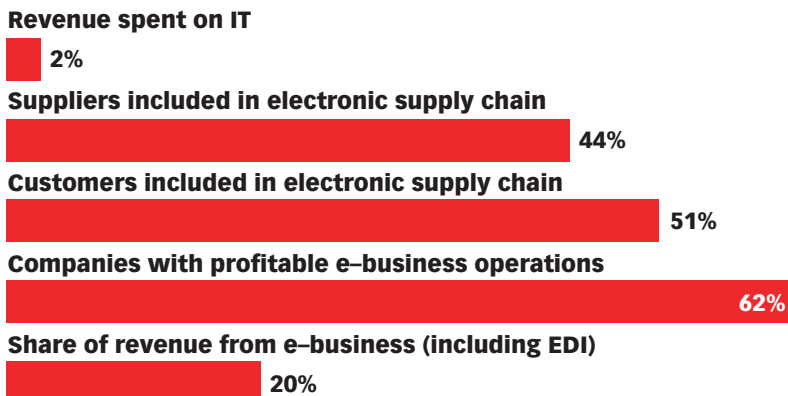 Revenue spent on IT
2%
Suppliers included in electronic supply chain
44%
Customers included in electronic supply chain
51%
Companies with profitable e–business operations
62%
Share of revenue from e–business (including EDI)
20%